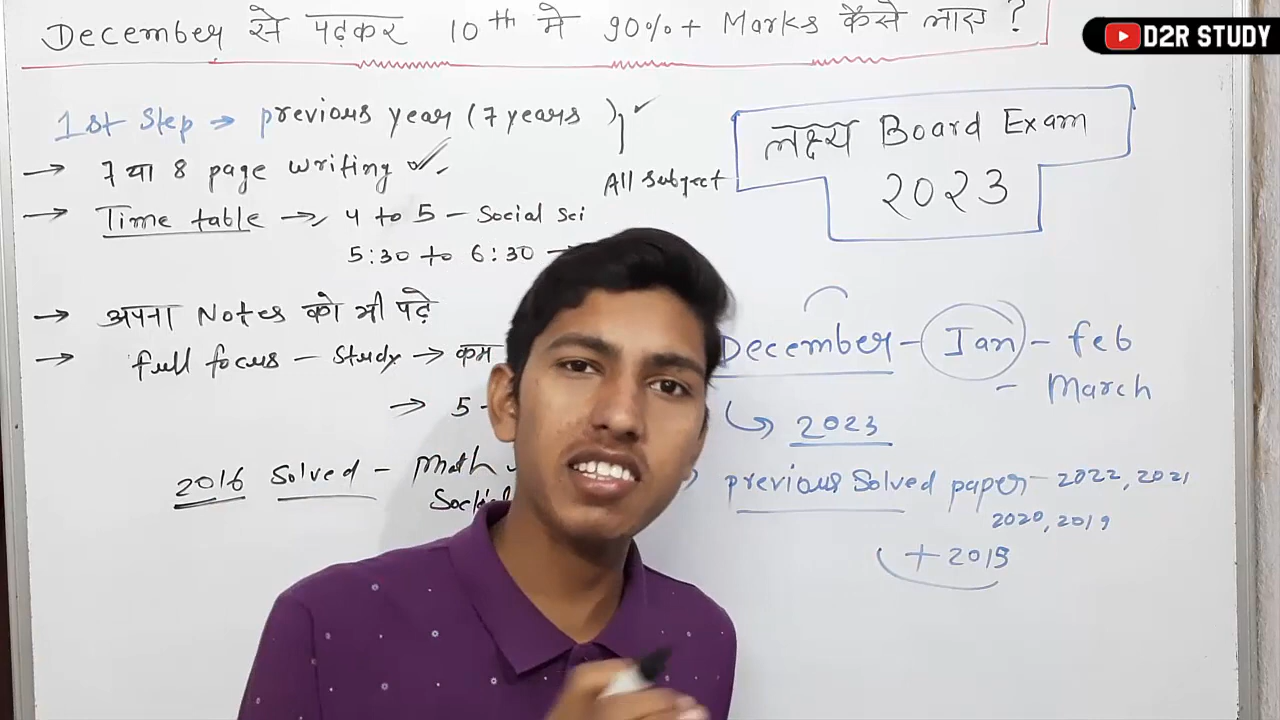 December से पढ़कर 10th मे 90%+ Marks कैसे लाए ?
D2R STUDY
1st Step → previous year (7 years )
All Subject
→ 7 या 8 page writing
→ Time table → 4 to 5 – Social Sci
5:30 to 6:30 –
→ अपना Notes को भी पढ़े
→ full focus – Study → कम
→ 5 -
2016 Solved – Math
Social
लक्ष्य Board Exam
2023
December – Jan – feb
– March
2023
previous Solved paper – 2022, 2021
2020, 2019
+ 2015